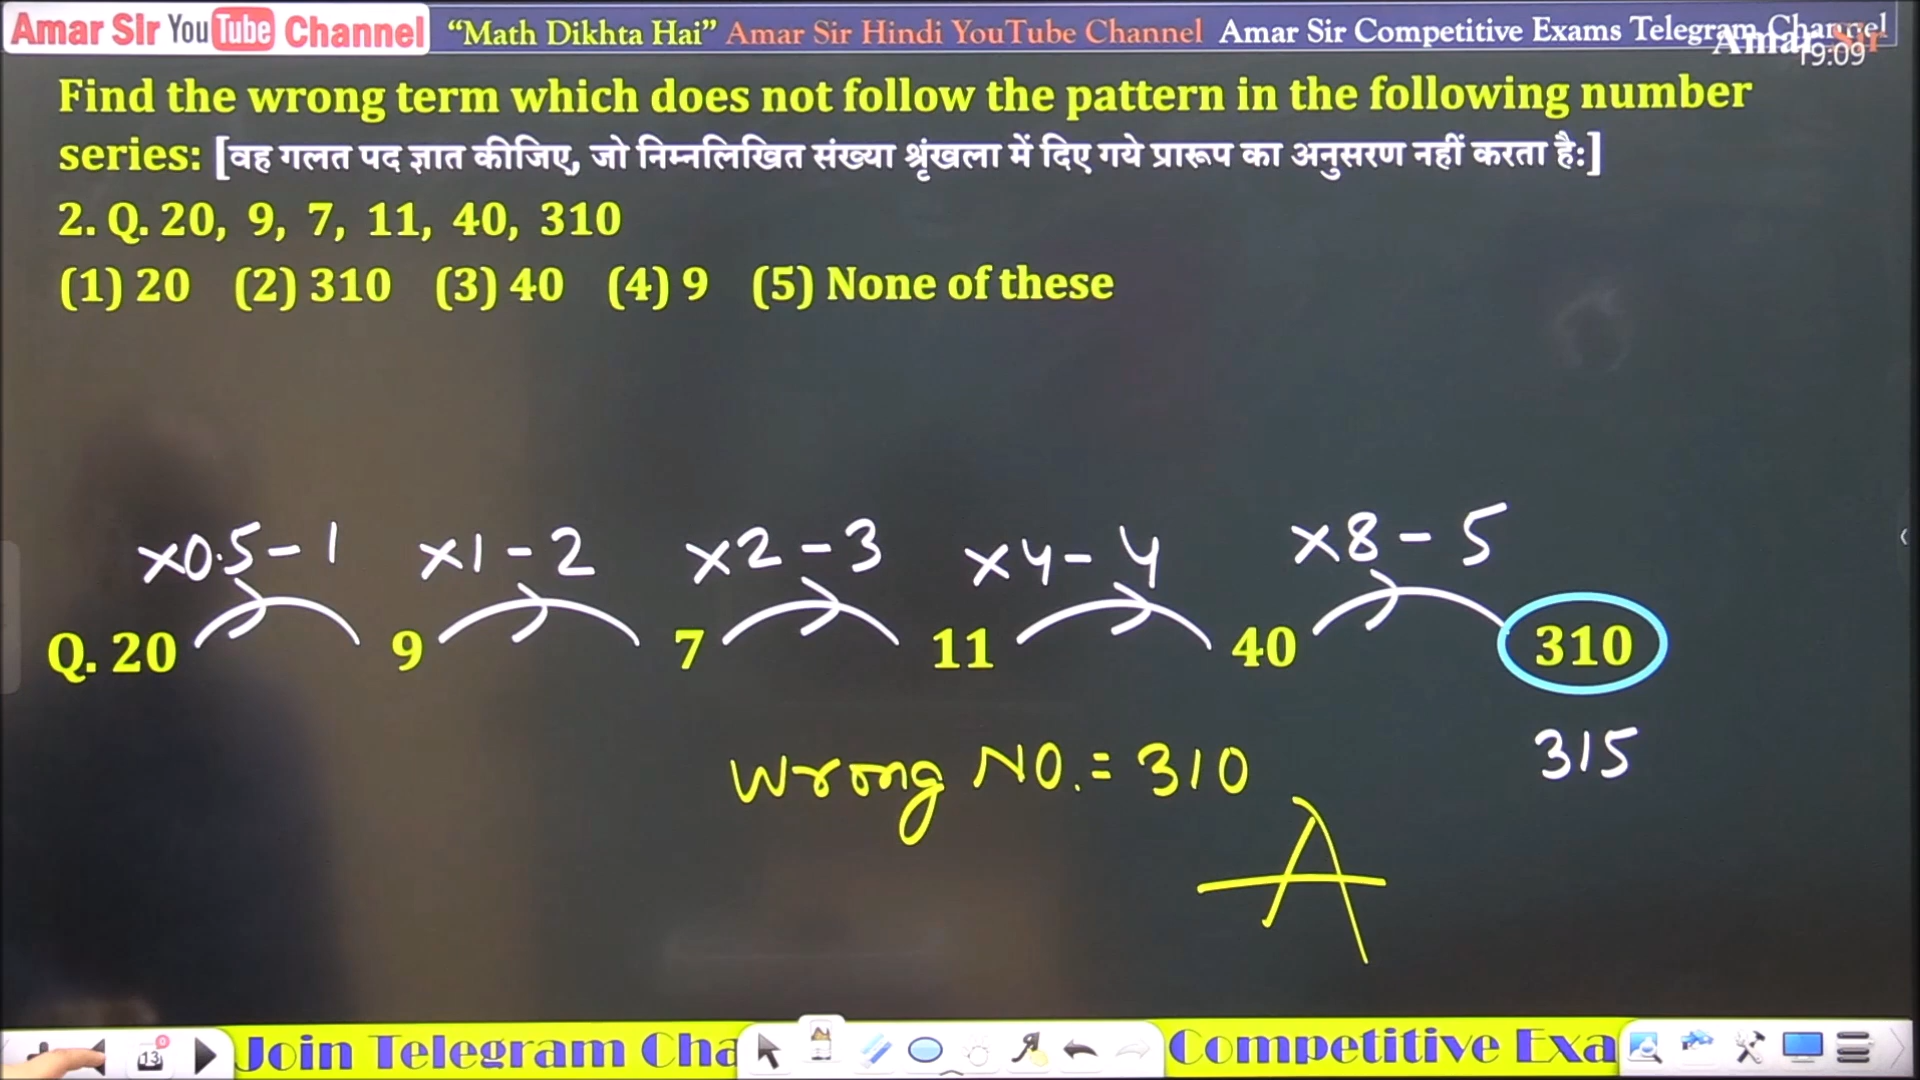 Amar Sir YouTube Channel "Math Dikhta Hai" Amar Sir Hindi YouTube Channel Amar Sir Competitive Exams Telegram Channel
Amar Sir
19:09
Find the wrong term which does not follow the pattern in the following number
series: [वह गलत पद ज्ञात कीजिए, जो निम्नलिखित संख्या श्रृंखला में दिए गये प्रारूप का अनुसरण नहीं करता है:]
2. Q. 20, 9, 7, 11, 40, 310
(1) 20 (2) 310 (3) 40 (4) 9 (5) None of these
×0.5-1 ×1-2 ×2-3 ×4-4 ×8-5
Q. 20 9 7 11 40 310
315
Wrong NO. = 310
A
13 0 Join Telegram Cha Competitive Exa